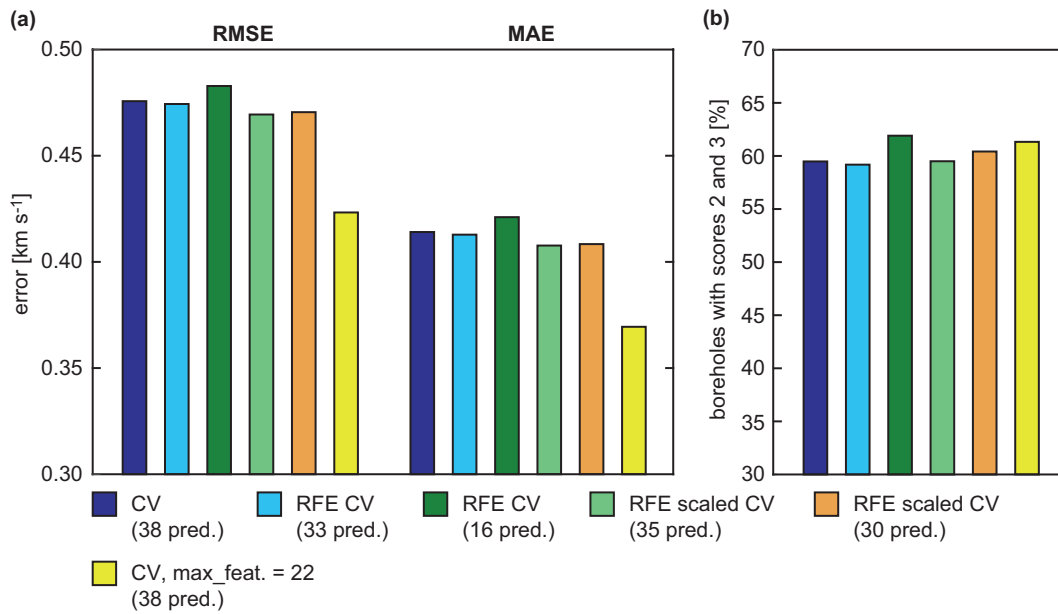 (a)
RMSE
MAE
error [km s-1]
0.50
0.45
0.40
0.35
0.30
(b)
boreholes with scores 2 and 3 [%]
70
65
60
55
50
45
40
35
30
CV
(38 pred.)
RFE CV
(33 pred.)
RFE CV
(16 pred.)
RFE scaled CV
(35 pred.)
RFE scaled CV
(30 pred.)
CV, max_feat. = 22
(38 pred.)